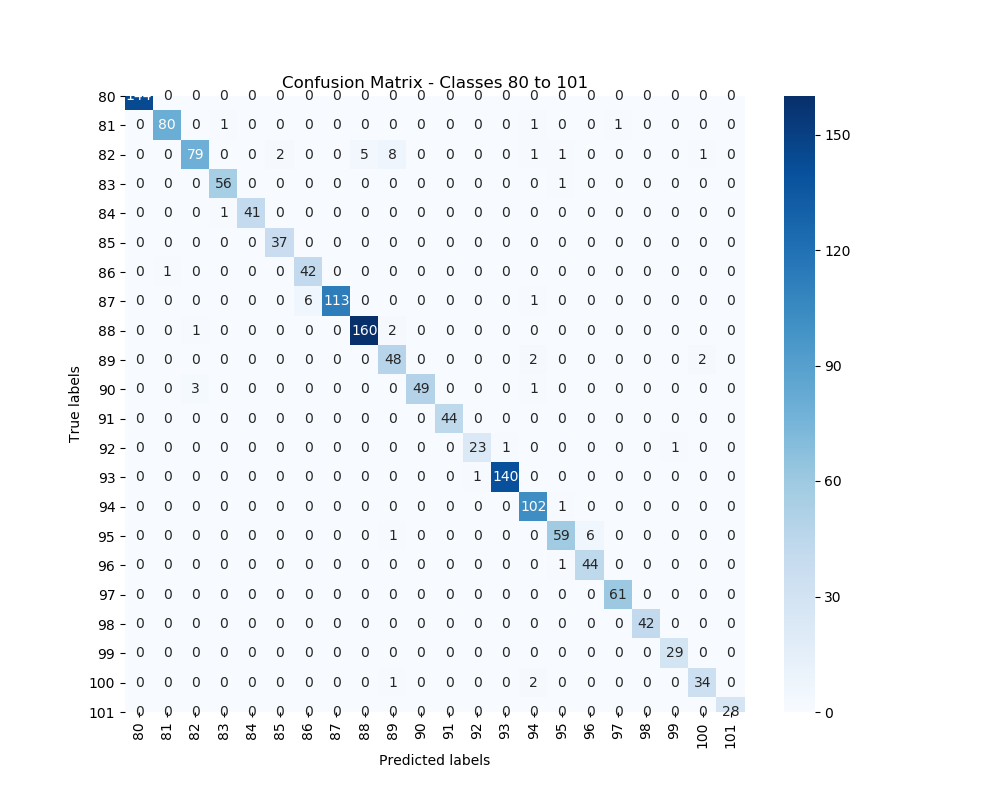 Confusion Matrix - Classes 80 to 101
80 144 0 0 0 0 0 0 0 0 0 0 0 0 0 0 0 0 0 0 0 0 0
81 0 80 0 1 0 0 0 0 0 0 0 0 0 0 1 0 0 1 0 0 0 0
82 0 0 79 0 0 2 0 0 5 8 0 0 0 0 1 1 0 0 0 0 1 0
83 0 0 0 56 0 0 0 0 0 0 0 0 0 0 0 1 0 0 0 0 0 0
84 0 0 0 1 41 0 0 0 0 0 0 0 0 0 0 0 0 0 0 0 0 0
85 0 0 0 0 0 37 0 0 0 0 0 0 0 0 0 0 0 0 0 0 0 0
86 0 1 0 0 0 0 42 0 0 0 0 0 0 0 0 0 0 0 0 0 0 0
87 0 0 0 0 0 0 6 113 0 0 0 0 0 0 1 0 0 0 0 0 0 0
88 0 0 1 0 0 0 0 0 160 2 0 0 0 0 0 0 0 0 0 0 0 0
89 0 0 0 0 0 0 0 0 0 48 0 0 0 0 2 0 0 0 0 0 2 0
90 0 0 3 0 0 0 0 0 0 0 49 0 0 0 1 0 0 0 0 0 0 0
91 0 0 0 0 0 0 0 0 0 0 0 44 0 0 0 0 0 0 0 0 0 0
92 0 0 0 0 0 0 0 0 0 0 0 0 23 1 0 0 0 0 0 1 0 0
93 0 0 0 0 0 0 0 0 0 0 0 0 1 140 0 0 0 0 0 0 0 0
94 0 0 0 0 0 0 0 0 0 0 0 0 0 0 102 1 0 0 0 0 0 0
95 0 0 0 0 0 0 0 0 0 1 0 0 0 0 0 59 6 0 0 0 0 0
96 0 0 0 0 0 0 0 0 0 0 0 0 0 0 0 1 44 0 0 0 0 0
97 0 0 0 0 0 0 0 0 0 0 0 0 0 0 0 0 0 61 0 0 0 0
98 0 0 0 0 0 0 0 0 0 0 0 0 0 0 0 0 0 0 42 0 0 0
99 0 0 0 0 0 0 0 0 0 0 0 0 0 0 0 0 0 0 0 29 0 0
100 0 0 0 0 0 0 0 0 0 1 0 0 0 0 2 0 0 0 0 0 34 0
101 0 0 0 0 0 0 0 0 0 0 0 0 0 0 0 0 0 0 0 0 0 28
80 81 82 83 84 85 86 87 88 89 90 91 92 93 94 95 96 97 98 99 100 101
Predicted labels
True labels
150
120
90
60
30
0